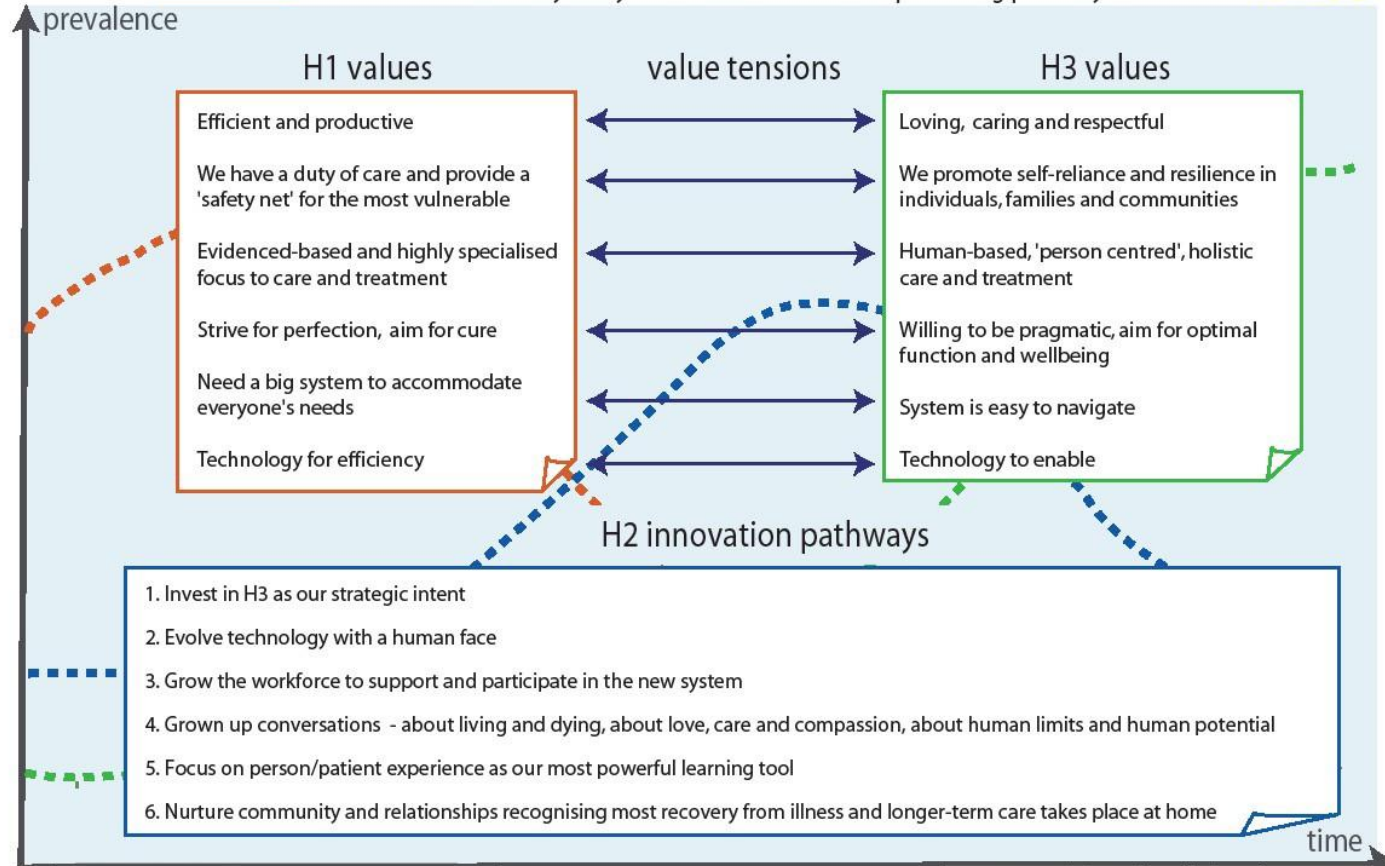 prevalence
H1 values
value tensions
H3 values
Efficient and productive
We have a duty of care and provide a
'safety net' for the most vulnerable
Evidenced-based and highly specialised
focus to care and treatment
Strive for perfection, aim for cure
Need a big system to accommodate
everyone's needs
Technology for efficiency
Loving, caring and respectful
We promote self-reliance and resilience in
individuals, families and communities
Human-based, 'person centred', holistic
care and treatment
Willing to be pragmatic, aim for optimal
function and wellbeing
System is easy to navigate
Technology to enable
H2 innovation pathways
1. Invest in H3 as our strategic intent
2. Evolve technology with a human face
3. Grow the workforce to support and participate in the new system
4. Grown up conversations - about living and dying, about love, care and compassion, about human limits and human potential
5. Focus on person/patient experience as our most powerful learning tool
6. Nurture community and relationships recognising most recovery from illness and longer-term care takes place at home
time